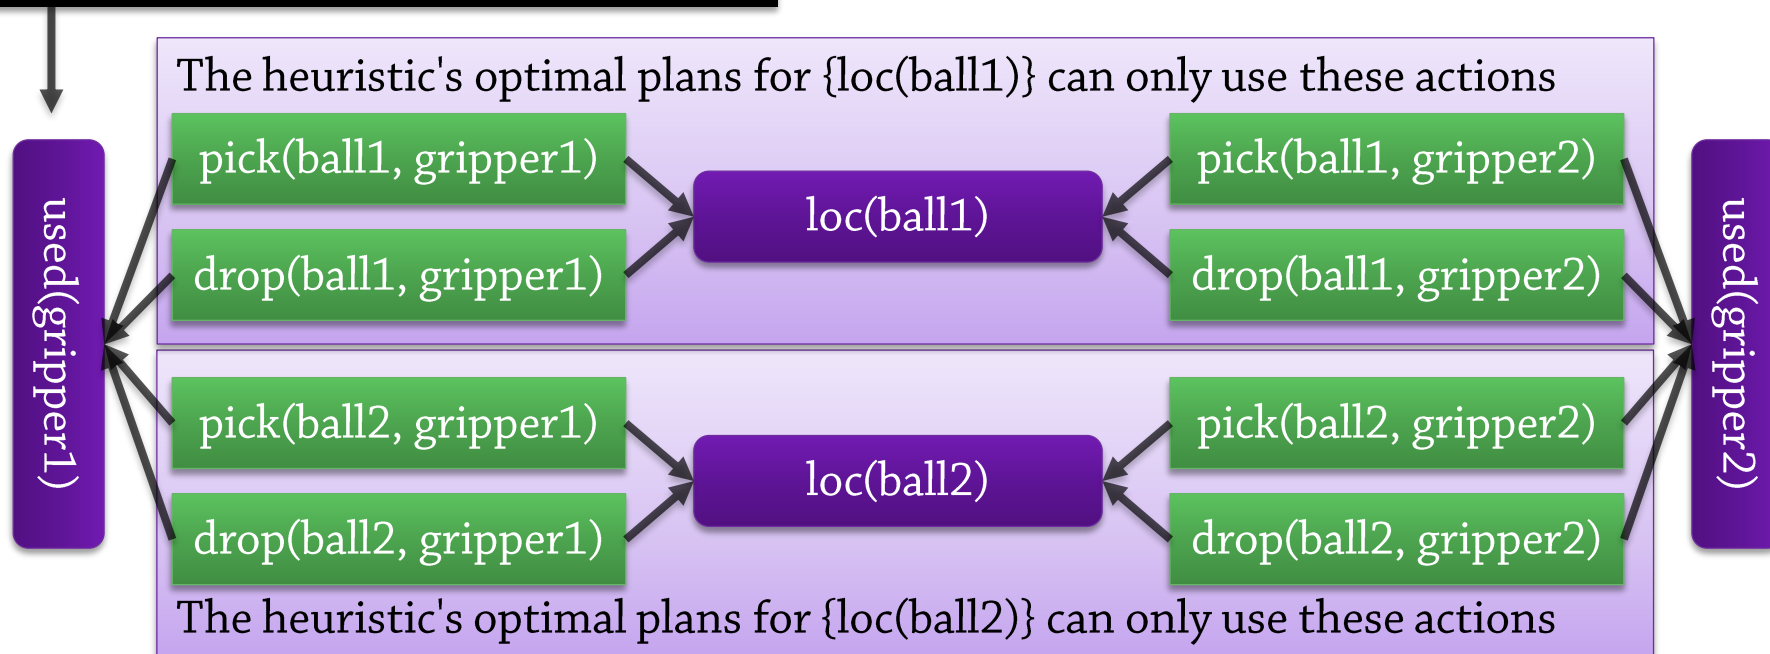 The heuristic's optimal plans for {loc(ball1)} can only use these actions
used(gripper1)
pick(ball1, gripper1)
drop(ball1, gripper1)
loc(ball1)
pick(ball1, gripper2)
drop(ball1, gripper2)
used(gripper2)
pick(ball2, gripper1)
drop(ball2, gripper1)
loc(ball2)
pick(ball2, gripper2)
drop(ball2, gripper2)
The heuristic's optimal plans for {loc(ball2)} can only use these actions